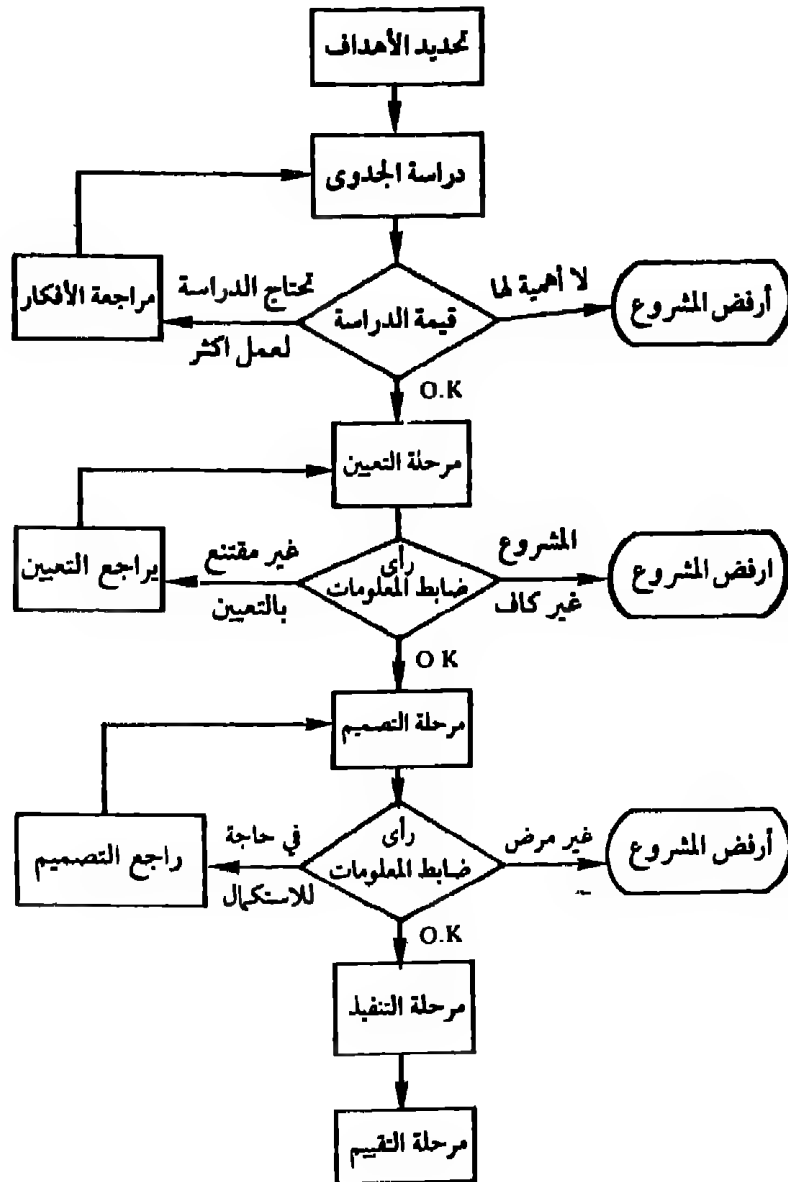 تحديد الأهداف
دراسة الجدوى
لا أهمية لها
أرفض المشروع
قيمة الدراسة
تحتاج الدراسة
لعمل اكثر
مراجعة الأفكار
O.K
مرحلة التعيين
المشروع
غير كاف
ارفض المشروع
رأى
ضابط المعلومات
غير مقتنع
بالتعيين
يراجع التعيين
O K
مرحلة التصميم
غير مرض
أرفض المشروع
رأى
ضابط المعلومات
في حاجة
للاستكمال
راجع التصميم
O.K
مرحلة التنفيذ
مرحلة التقييم